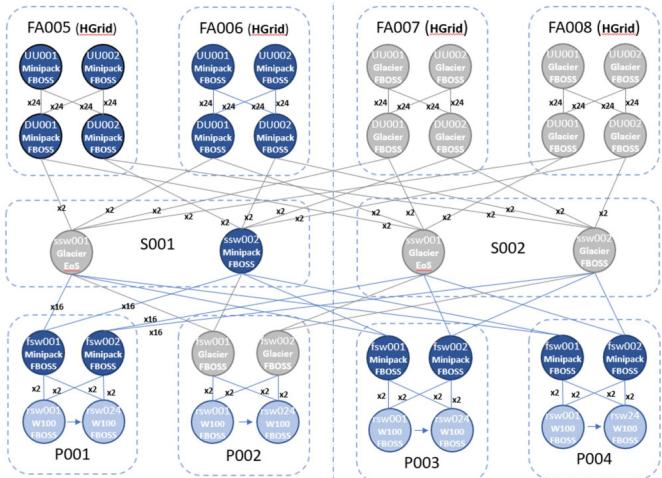 FA005 (HGrid)
FA006 (HGrid)
FA007 (HGrid)
FA008 (HGrid)
UU001
Minipack
FBOSS
UU002
Minipack
FBOSS
UU001
Minipack
FBOSS
UU002
Minipack
FBOSS
UU001
Glacier
FBOSS
UU002
Glacier
FBOSS
UU001
Glacier
FBOSS
UU002
Glacier
FBOSS
x24 x24 x24
x24 x24 x24
x24 x24 x24
x24 x24 x24
DU001
Minipack
FBOSS
DU002
Minipack
FBOSS
DU001
Minipack
FBOSS
DU002
Minipack
FBOSS
DU001
Glacier
FBOSS
DU002
Glacier
FBOSS
DU001
Glacier
FBOSS
DU002
Glacier
FBOSS
x2 x2 x2 x2 x2 x2 x2 x2
x2 x2 x2 x2 x2 x2 x2 x2
ssw001
Glacier
EoS
S001
ssw002
Minipack
FBOSS
ssw001
Glacier
EoS
S002
ssw002
Glacier
FBOSS
x16
x16
x16
x16
fsw001
Minipack
FBOSS
fsw002
Minipack
FBOSS
fsw001
Glacier
FBOSS
fsw002
Glacier
FBOSS
fsw001
Minipack
FBOSS
fsw002
Minipack
FBOSS
fsw001
Minipack
FBOSS
fsw002
Minipack
FBOSS
x2 x2 x2 x2
x2 x2 x2 x2
x2 x2 x2 x2
x2 x2 x2 x2
rsw001
W100
FBOSS
rsw024
W100
FBOSS
rsw001
W100
FBOSS
rsw024
W100
FBOSS
rsw001
W100
FBOSS
rsw024
W100
FBOSS
rsw001
W100
FBOSS
rsw24
W100
FBOSS
P001
P002
P003
P004